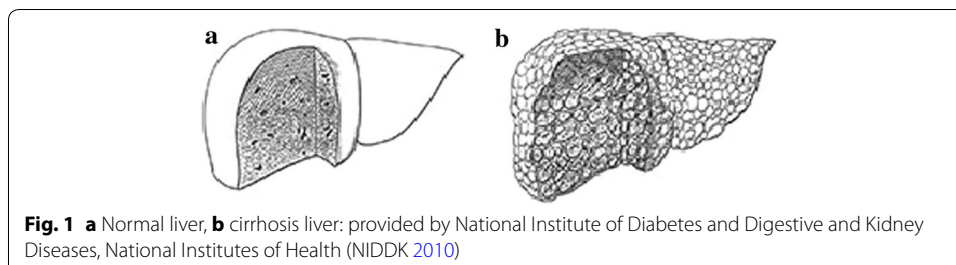 a
b
Fig. 1 a Normal liver, b cirrhosis liver: provided by National Institute of Diabetes and Digestive and Kidney
Diseases, National Institutes of Health (NIDDK 2010)